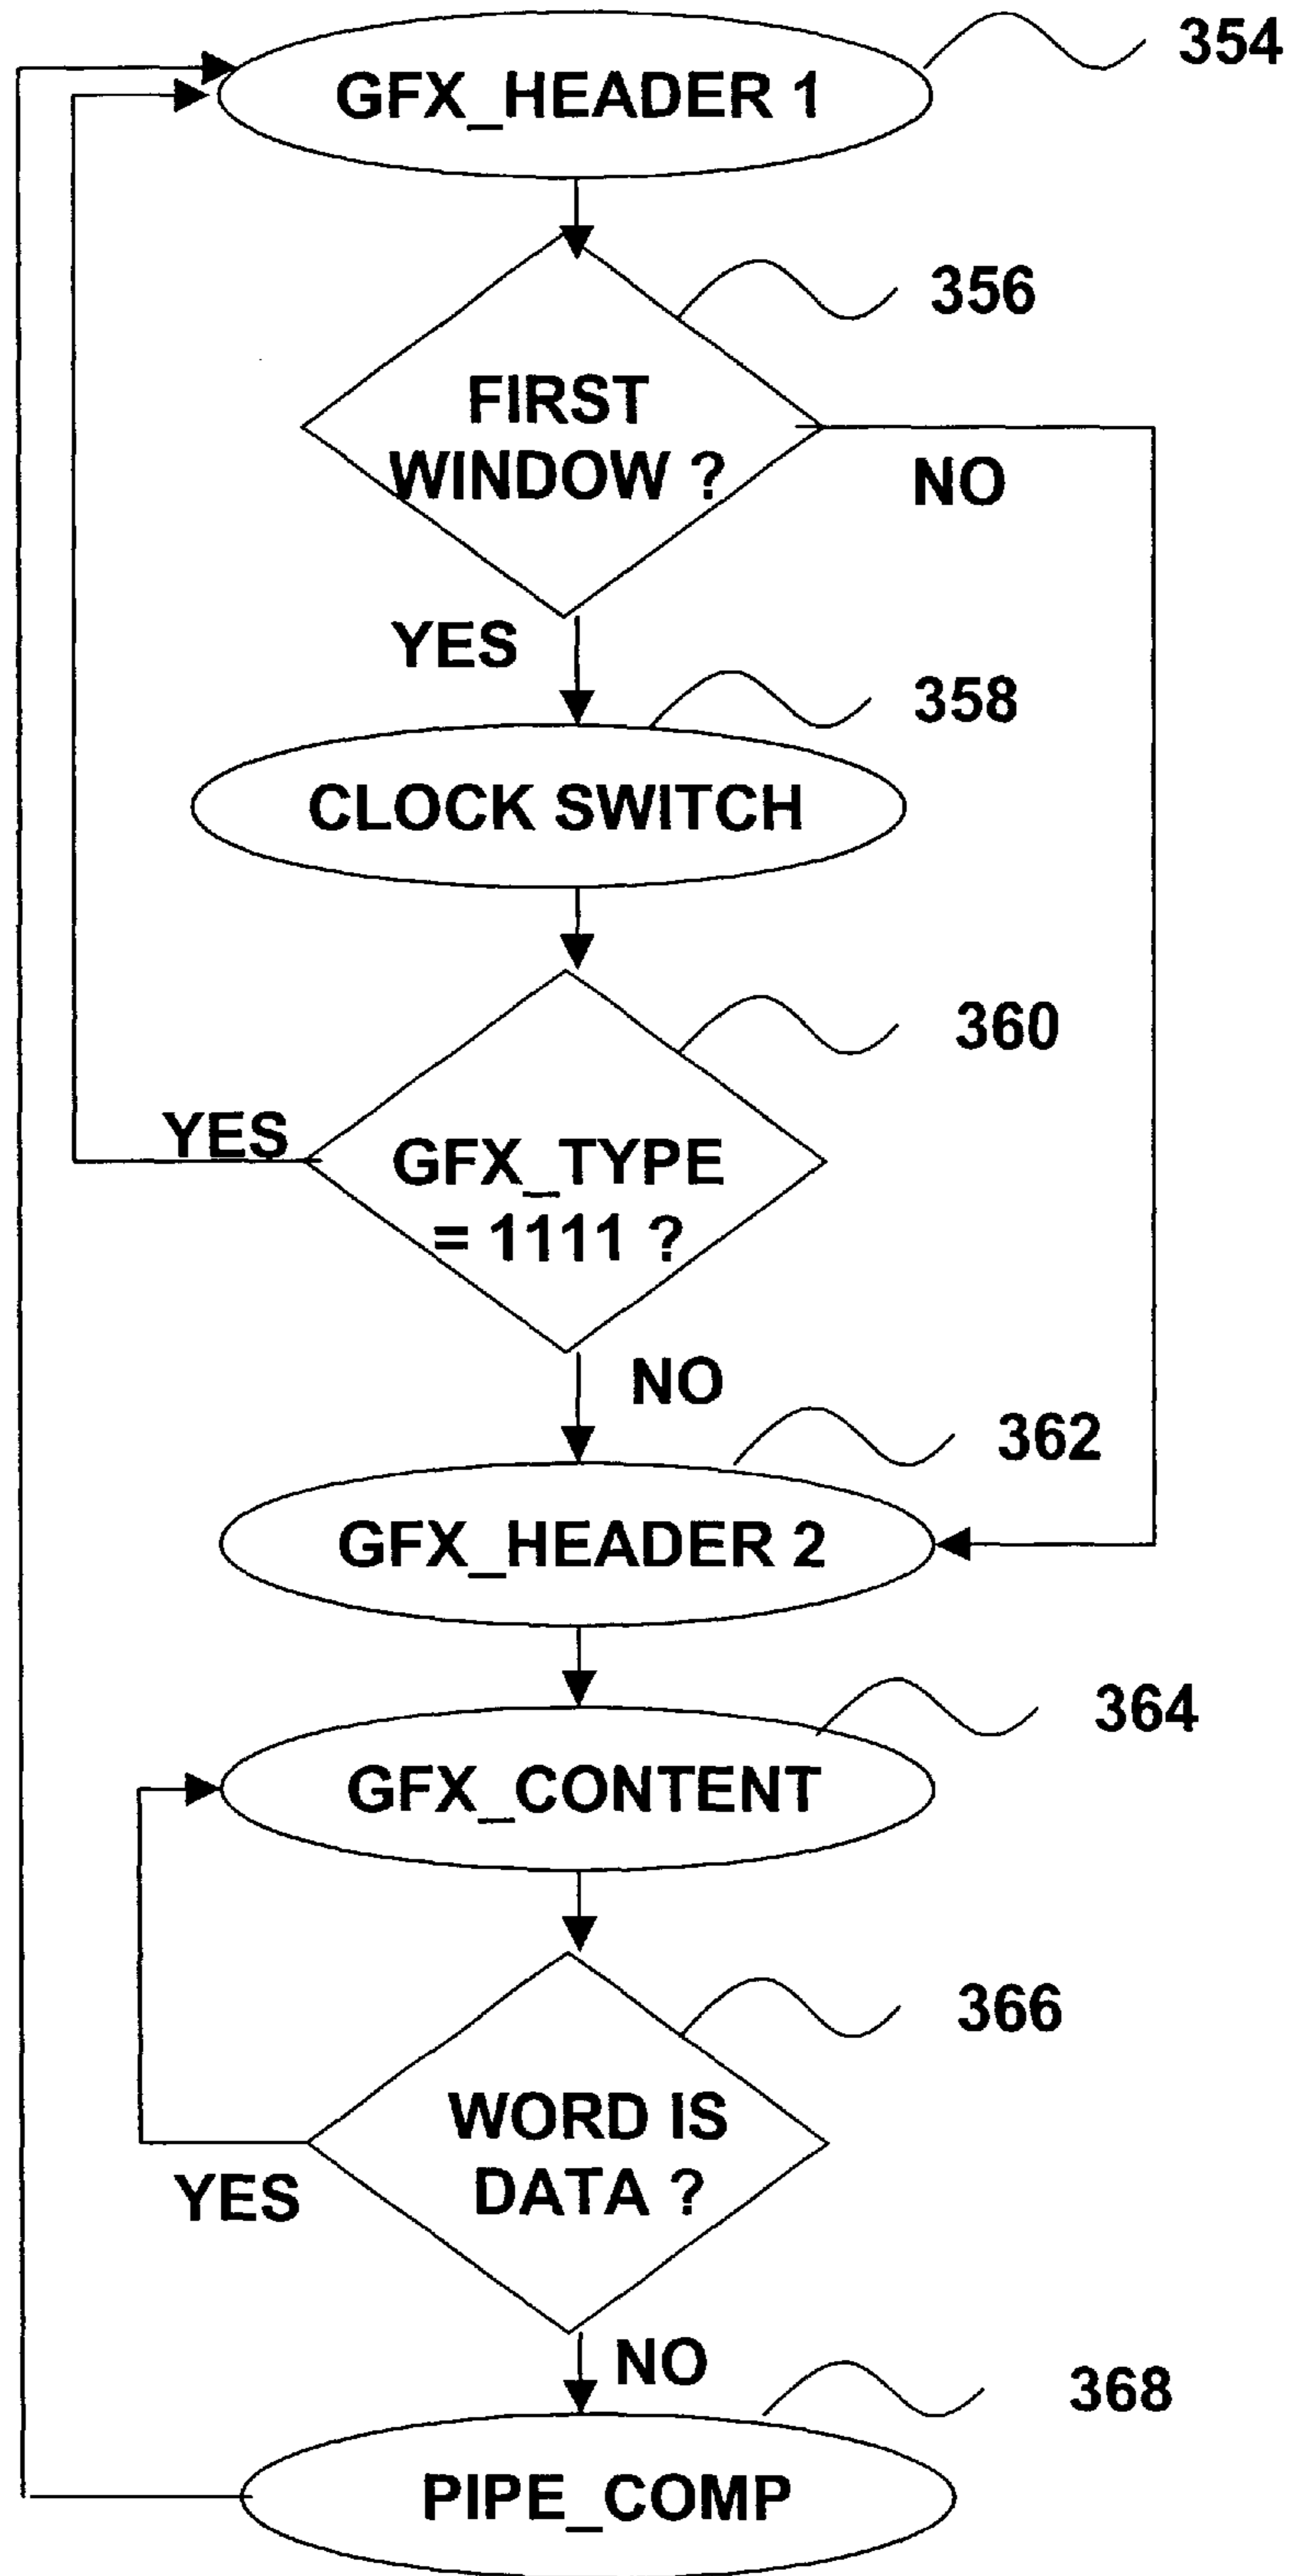 354
GFX_HEADER 1
356
FIRST
WINDOW ?
NO
YES
358
CLOCK SWITCH
360
YES
GFX_TYPE
= 1111 ?
NO
362
GFX_HEADER 2
364
GFX_CONTENT
366
WORD IS
DATA ?
YES
NO
368
PIPE_COMP